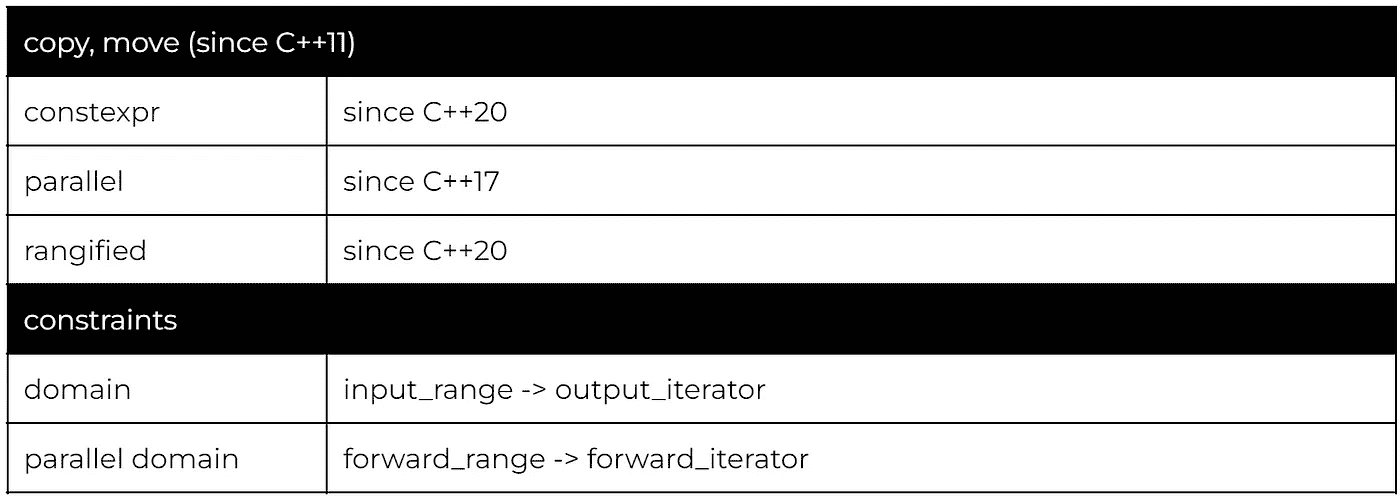 copy, move (since C++11)
constexpr since C++20
parallel since C++17
rangified since C++20
constraints
domain input_range -> output_iterator
parallel domain forward_range -> forward_iterator